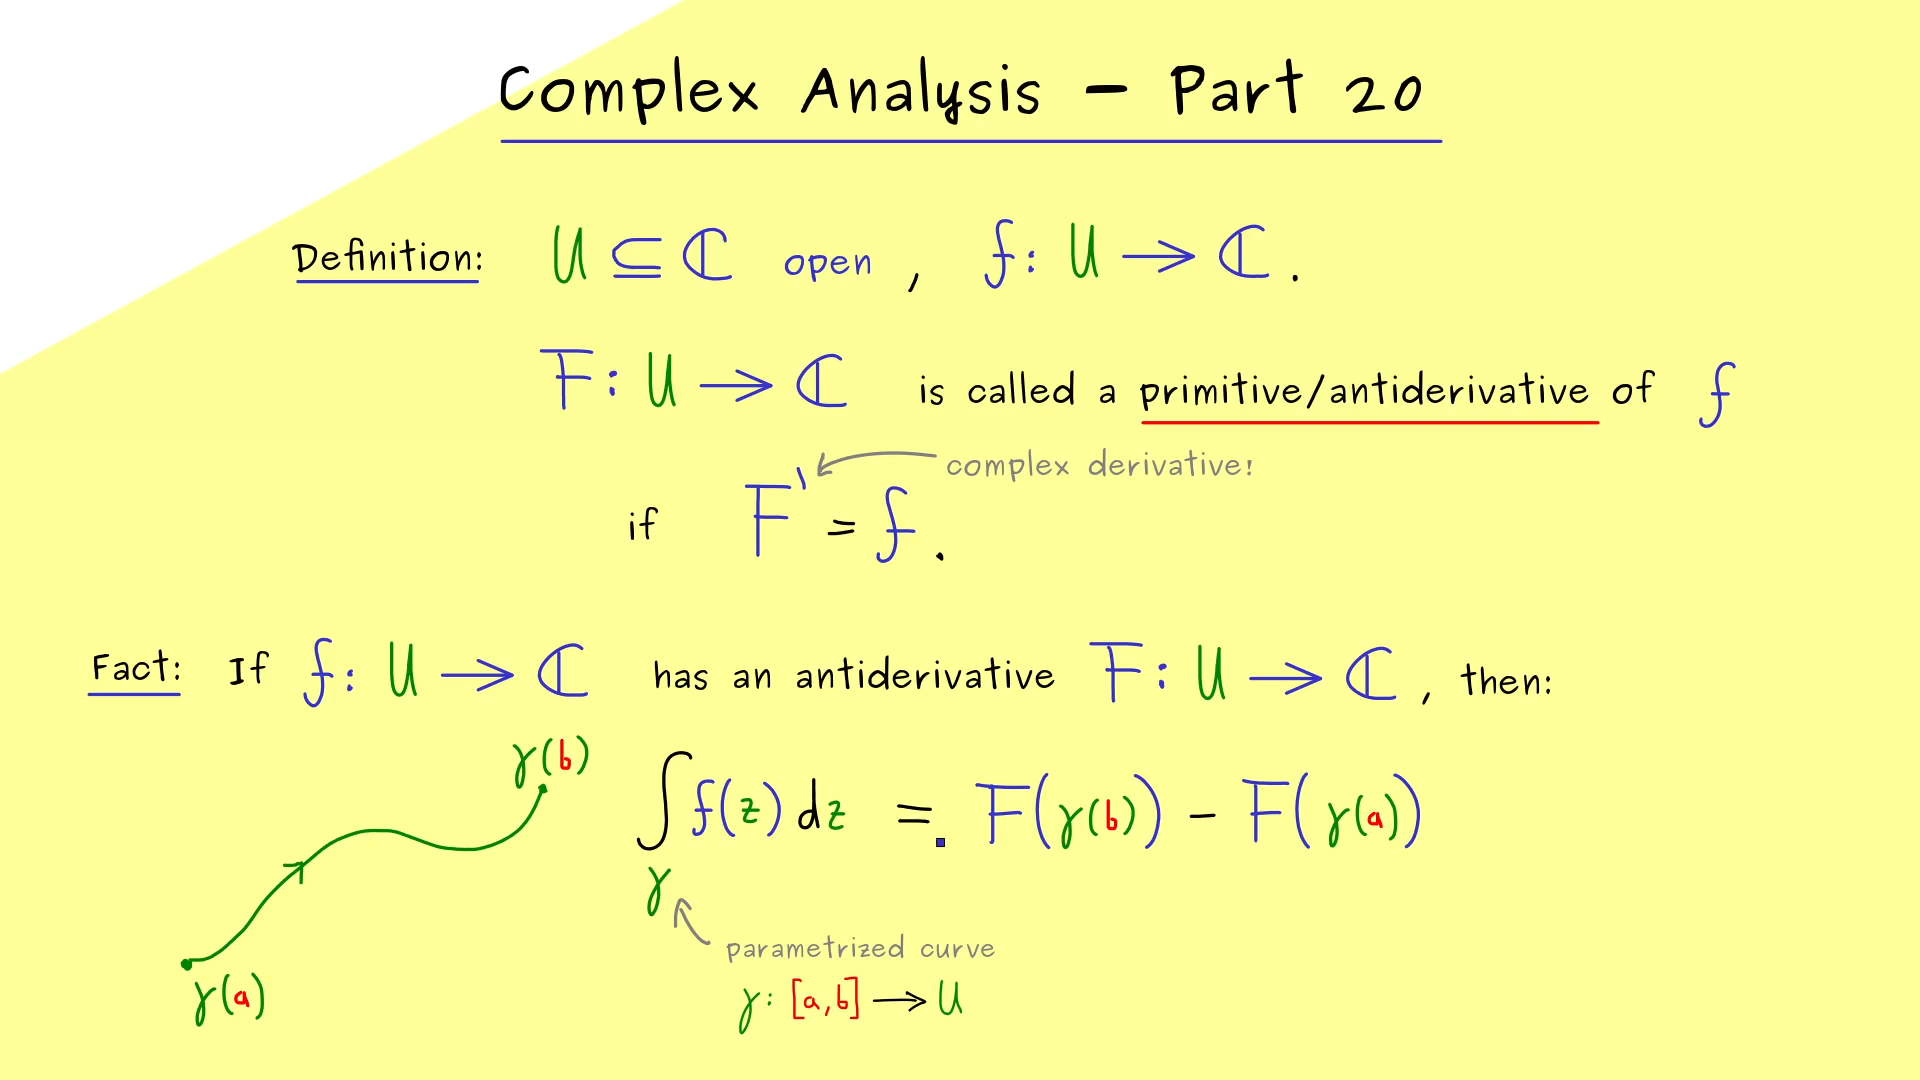 Complex Analysis – Part 20
Definition: U ⊆ ℂ open , f: U → ℂ .
F: U → ℂ is called a primitive/antiderivative of f
complex derivative!
if F' = f .
Fact: If f: U → ℂ has an antiderivative F: U → ℂ , then:
γ(b)
∫ f(z) dz = F(γ(b)) − F(γ(a))
γ
parametrized curve
γ(a)
γ: [a,b] → U